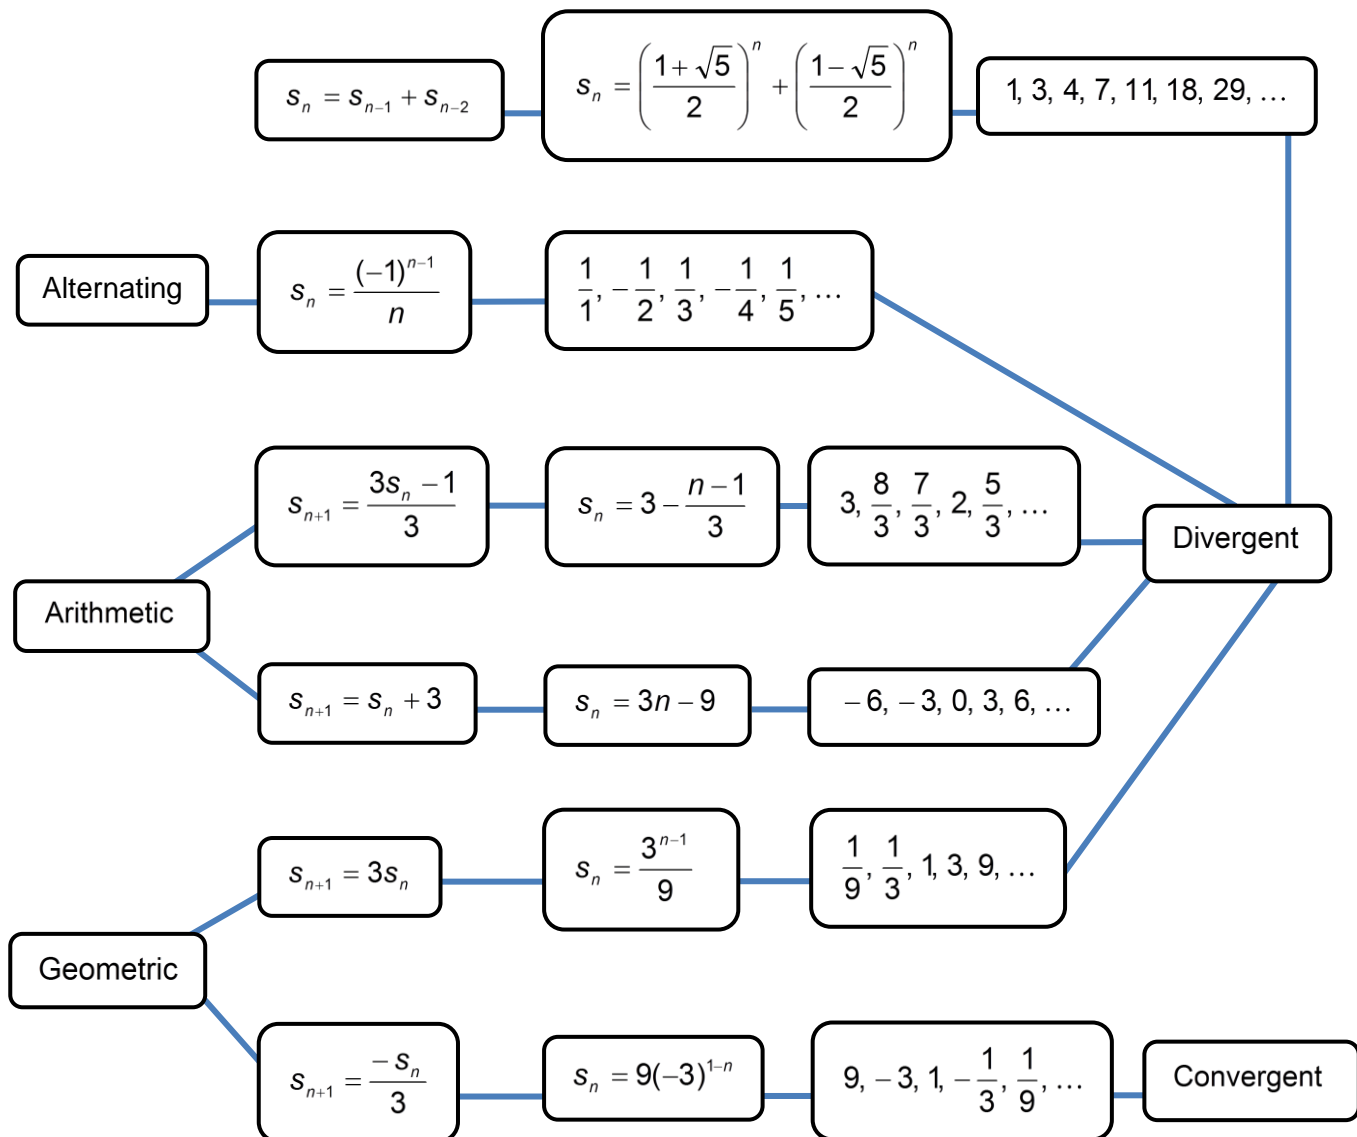 s_n = s_{n-1} + s_{n-2}
s_n = ((1+√5)/2)^n + ((1−√5)/2)^n
1, 3, 4, 7, 11, 18, 29, …
Alternating
s_n = (−1)^{n−1}/n
1/1, −1/2, 1/3, −1/4, 1/5, …
s_{n+1} = (3s_n − 1)/3
s_n = 3 − (n−1)/3
3, 8/3, 7/3, 2, 5/3, …
Divergent
Arithmetic
s_{n+1} = s_n + 3
s_n = 3n − 9
−6, −3, 0, 3, 6, …
s_{n+1} = 3s_n
s_n = 3^{n−1}/9
1/9, 1/3, 1, 3, 9, …
Geometric
s_{n+1} = −s_n/3
s_n = 9(−3)^{1−n}
9, −3, 1, −1/3, 1/9, …
Convergent